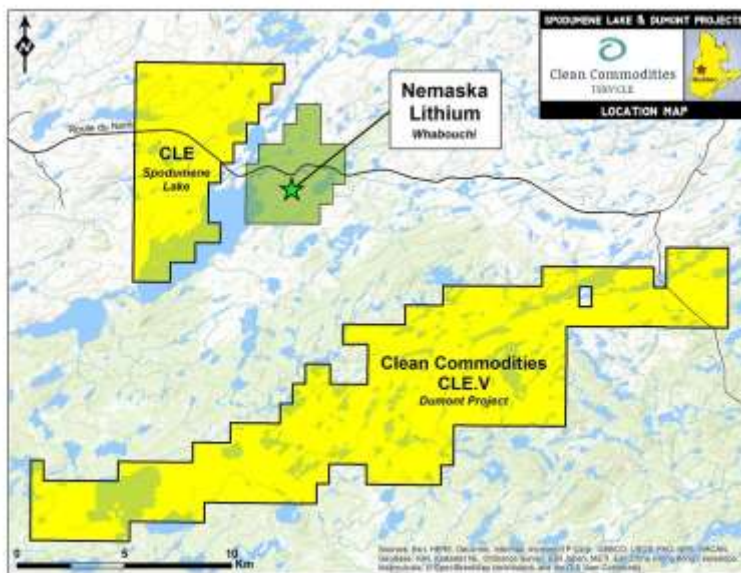 SPODUMENE LAKE & DUMONT PROJECTS
Clean Commodities
TSXV:CLE
LOCATION MAP
N
Nemaska
Lithium
Whabouchi
Route du Nord
CLE
Spodumene
Lake
Clean Commodities
CLE.V
Dumont Project
0 5 10
Km